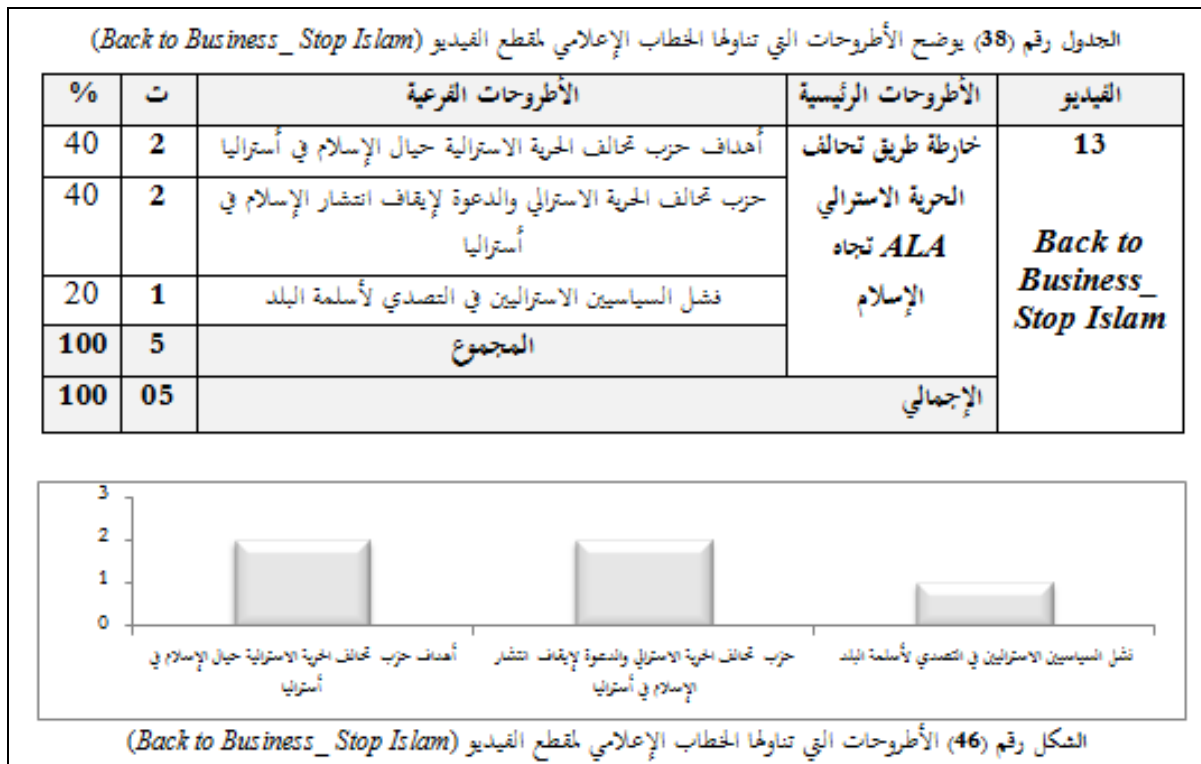 الجدول رقم (38) يوضح الأطروحات التي تناولها الخطاب الإعلامي لمقطع الفيديو (Back to Business_ Stop Islam)
الفيديو الأطروحات الرئيسية الأطروحات الفرعية ت %
13
Back to
Business_
Stop Islam
خارطة طريق تحالف
الحرية الاسترالي
ALA تجاه
الإسلام
أهداف حزب تحالف الحرية الاسترالية حيال الإسلام في أستراليا 2 40
حزب تحالف الحرية الاسترالي والدعوة لإيقاف انتشار الإسلام في
أستراليا
2 40
فشل السياسيين الاستراليين في التصدي لأسلمة البلد 1 20
المجموع 5 100
الإجمالي 05 100
3
2
1
0
أهداف حزب تحالف الحرية الاسترالية حيال الإسلام في
أستراليا
حزب تحالف الحرية الاسترالي والدعوة لإيقاف انتشار
الإسلام في أستراليا
فشل السياسيين الاستراليين في التصدي لأسلمة البلد
الشكل رقم (46) الأطروحات التي تناولها الخطاب الإعلامي لمقطع الفيديو (Back to Business_ Stop Islam)